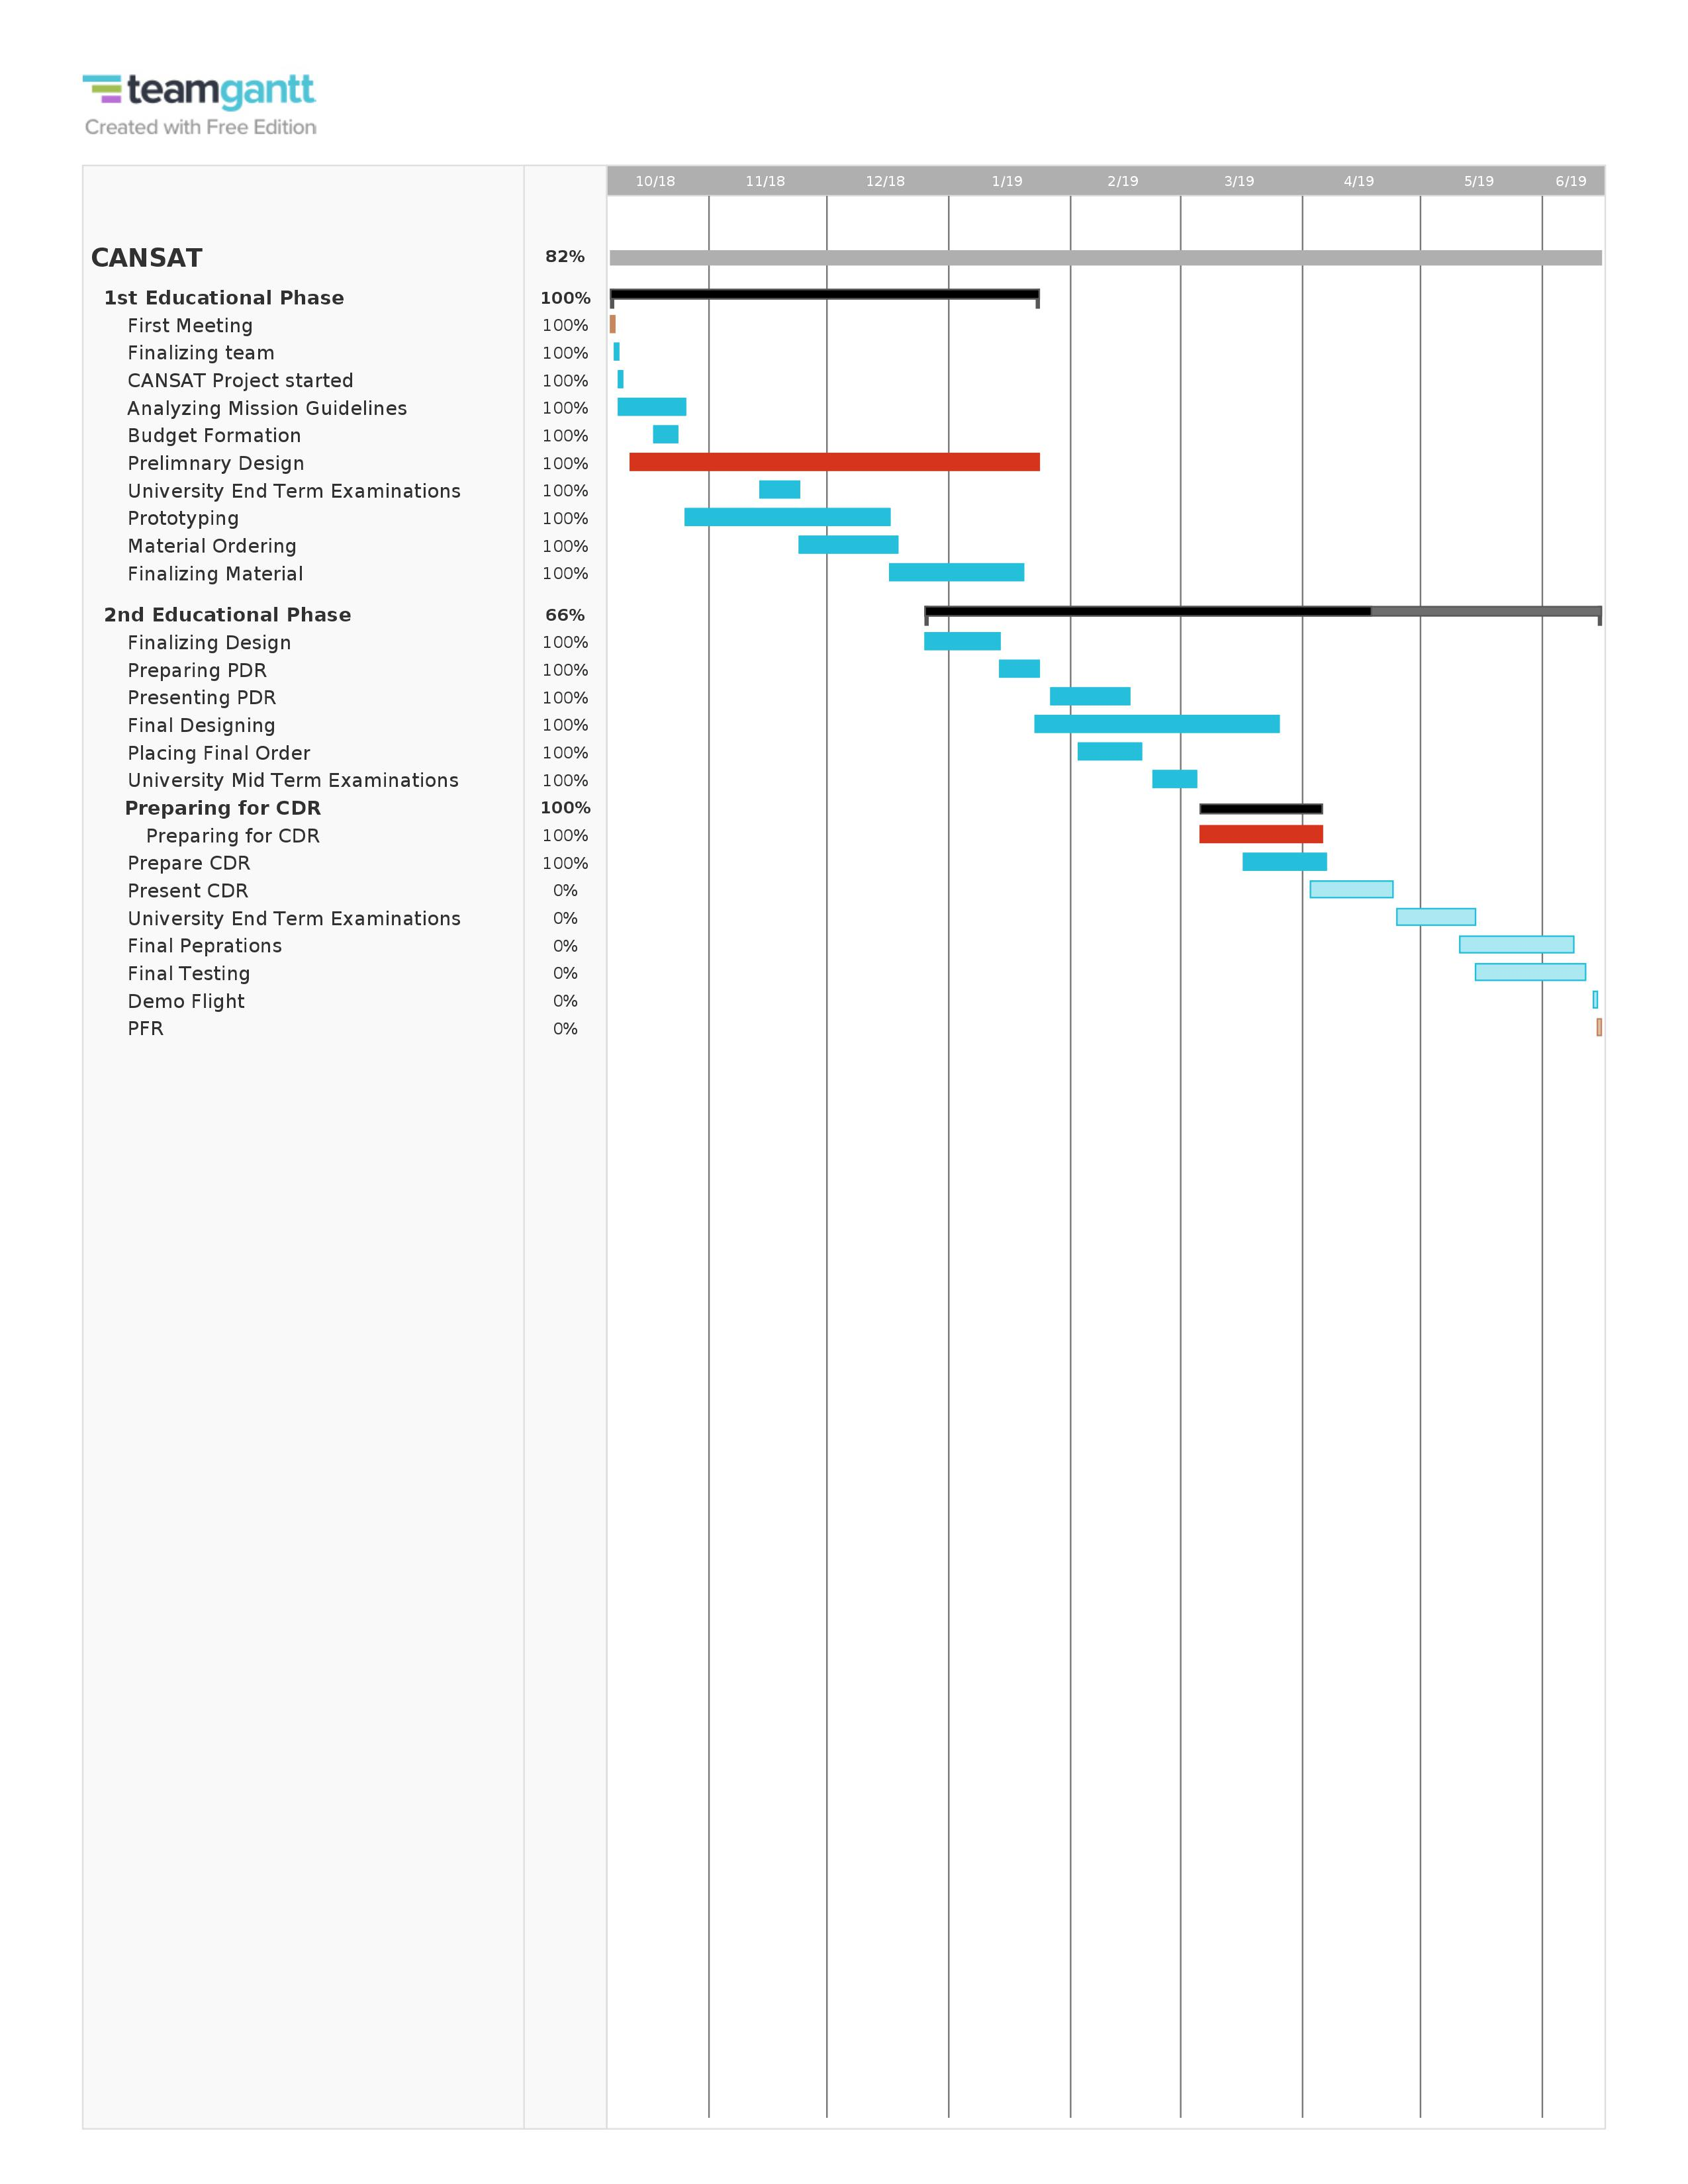 teamgantt
Created with Free Edition
10/18 11/18 12/18 1/19 2/19 3/19 4/19 5/19 6/19
CANSAT 82%
1st Educational Phase 100%
First Meeting 100%
Finalizing team 100%
CANSAT Project started 100%
Analyzing Mission Guidelines 100%
Budget Formation 100%
Prelimnary Design 100%
University End Term Examinations 100%
Prototyping 100%
Material Ordering 100%
Finalizing Material 100%
2nd Educational Phase 66%
Finalizing Design 100%
Preparing PDR 100%
Presenting PDR 100%
Final Designing 100%
Placing Final Order 100%
University Mid Term Examinations 100%
Preparing for CDR 100%
Preparing for CDR 100%
Prepare CDR 100%
Present CDR 0%
University End Term Examinations 0%
Final Peprations 0%
Final Testing 0%
Demo Flight 0%
PFR 0%